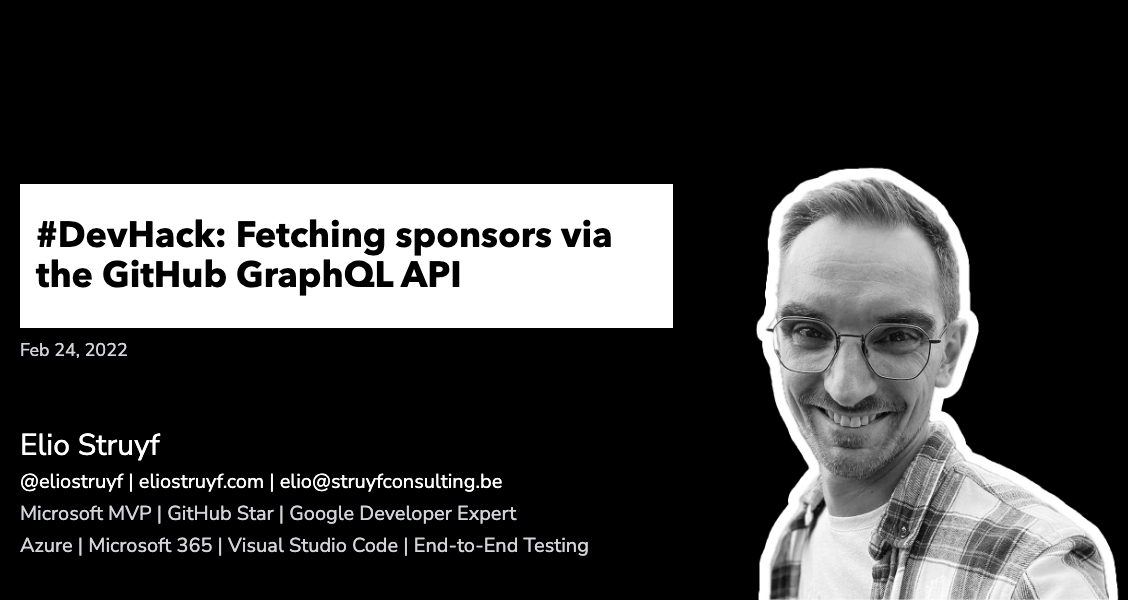 #DevHack: Fetching sponsors via
the GitHub GraphQL API
Feb 24, 2022
Elio Struyf
@eliostruyf | eliostruyf.com | elio@struyfconsulting.be
Microsoft MVP | GitHub Star | Google Developer Expert
Azure | Microsoft 365 | Visual Studio Code | End-to-End Testing